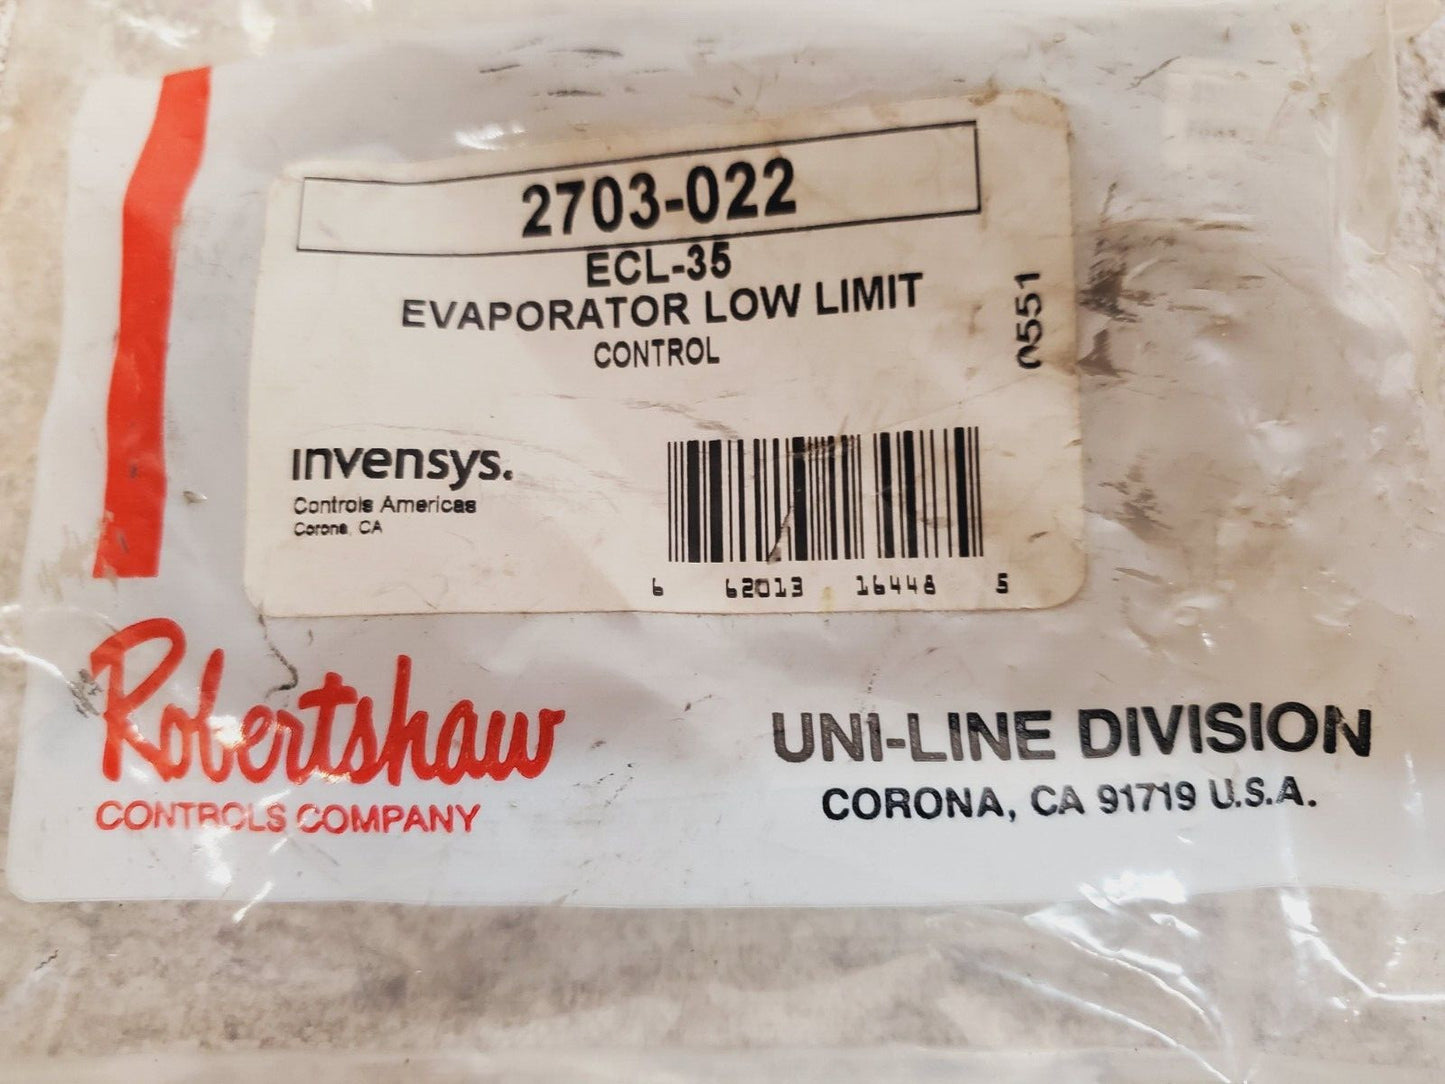 2703-022
ECL-35
EVAPORATOR LOW LIMIT
CONTROL
0551
invensys.
Controls Americas
Corona, CA
6 62013 16448 5
Robertshaw
CONTROLS COMPANY
UNI-LINE DIVISION
CORONA, CA 91719 U.S.A.